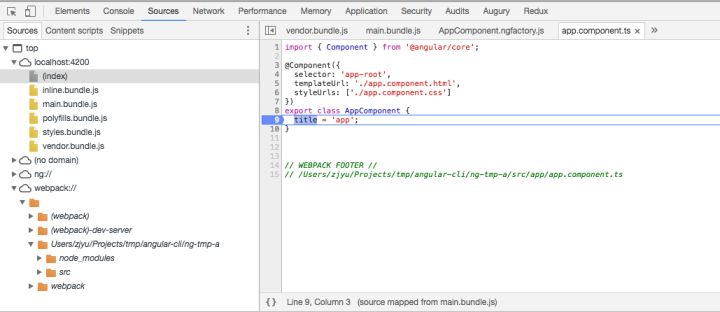 Elements Console Sources Network Performance Memory Application Security Audits Augury Redux
Sources Content scripts Snippets
top
localhost:4200
(index)
inline.bundle.js
main.bundle.js
polyfills.bundle.js
styles.bundle.js
vendor.bundle.js
(no domain)
ng://
webpack://
(webpack)
(webpack)-dev-server
Users/zjyu/Projects/tmp/angular-cli/ng-tmp-a
node_modules
src
webpack
vendor.bundle.js main.bundle.js AppComponent.ngfactory.js app.component.ts × »
1 import { Component } from '@angular/core';
2
3 @Component({
4 selector: 'app-root',
5 templateUrl: './app.component.html',
6 styleUrls: ['./app.component.css']
7 })
8 export class AppComponent {
9 title = 'app';
10 }
11
12
13
14 // WEBPACK FOOTER //
15 // /Users/zjyu/Projects/tmp/angular-cli/ng-tmp-a/src/app/app.component.ts
{} Line 9, Column 3 (source mapped from main.bundle.js)